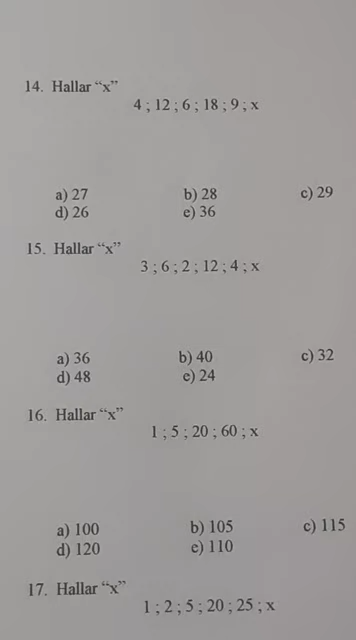 14. Hallar “x”
4 ; 12 ; 6 ; 18 ; 9 ; x
a) 27 b) 28 c) 29
d) 26 e) 36
15. Hallar “x”
3 ; 6 ; 2 ; 12 ; 4 ; x
a) 36 b) 40 c) 32
d) 48 e) 24
16. Hallar “x”
1 ; 5 ; 20 ; 60 ; x
a) 100 b) 105 c) 115
d) 120 e) 110
17. Hallar “x”
1 ; 2 ; 5 ; 20 ; 25 ; x